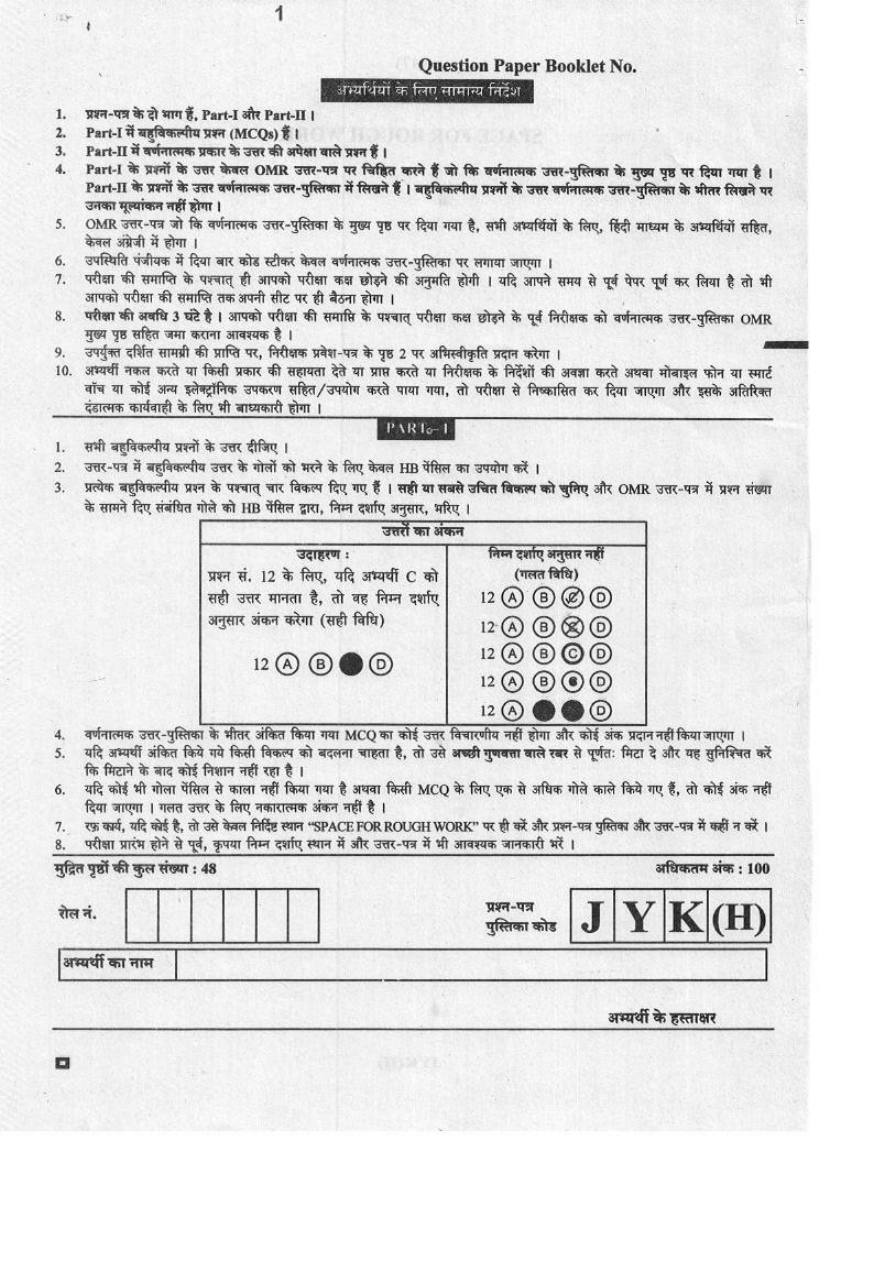 1
Question Paper Booklet No.
अभ्यर्थियों के लिए सामान्य निर्देश
1. प्रश्न-पत्र के दो भाग हैं, Part-I और Part-II ।
2. Part-I में बहुविकल्पीय प्रश्न (MCQs) हैं ।
3. Part-II में वर्णनात्मक प्रकार के उत्तर की अपेक्षा वाले प्रश्न हैं ।
4. Part-I के प्रश्नों के उत्तर केवल OMR उत्तर-पत्र पर चिह्नित करने हैं जो कि वर्णनात्मक उत्तर-पुस्तिका के मुख्य पृष्ठ पर दिया गया है ।
Part-II के प्रश्नों के उत्तर वर्णनात्मक उत्तर-पुस्तिका में लिखने हैं । बहुविकल्पीय प्रश्नों के उत्तर वर्णनात्मक उत्तर-पुस्तिका के भीतर लिखने पर
उनका मूल्यांकन नहीं होगा ।
5. OMR उत्तर-पत्र जो कि वर्णनात्मक उत्तर-पुस्तिका के मुख्य पृष्ठ पर दिया गया है, सभी अभ्यर्थियों के लिए, हिंदी माध्यम के अभ्यर्थियों सहित,
केवल अंग्रेजी में होगा ।
6. उपस्थिति पंजीयक में दिया बार कोड स्टीकर केवल वर्णनात्मक उत्तर-पुस्तिका पर लगाया जाएगा ।
7. परीक्षा की समाप्ति के पश्चात् ही आपको परीक्षा कक्ष छोड़ने की अनुमति होगी । यदि आपने समय से पूर्व पेपर पूर्ण कर लिया है तो भी
आपको परीक्षा की समाप्ति तक अपनी सीट पर ही बैठना होगा ।
8. परीक्षा की अवधि 3 घंटे है । आपको परीक्षा की समाप्ति के पश्चात् परीक्षा कक्ष छोड़ने के पूर्व निरीक्षक को वर्णनात्मक उत्तर-पुस्तिका OMR
मुख्य पृष्ठ सहित जमा कराना आवश्यक है ।
9. उपर्युक्त दर्शित सामग्री की प्राप्ति पर, निरीक्षक प्रवेश-पत्र के पृष्ठ 2 पर अभिस्वीकृति प्रदान करेगा ।
10. अभ्यर्थी नकल करते या किसी प्रकार की सहायता देते या प्राप्त करते या निरीक्षक के निर्देशों की अवज्ञा करते अथवा मोबाइल फोन या स्मार्ट
वॉच या कोई अन्य इलेक्ट्रॉनिक उपकरण सहित/उपयोग करते पाया गया, तो परीक्षा से निष्कासित कर दिया जाएगा और इसके अतिरिक्त
दंडात्मक कार्यवाही के लिए भी बाध्यकारी होगा ।
PART – I
1. सभी बहुविकल्पीय प्रश्नों के उत्तर दीजिए ।
2. उत्तर-पत्र में बहुविकल्पीय उत्तर के गोलों को भरने के लिए केवल HB पेंसिल का उपयोग करें ।
3. प्रत्येक बहुविकल्पीय प्रश्न के पश्चात् चार विकल्प दिए गए हैं । सही या सबसे उचित विकल्प को चुनिए और OMR उत्तर-पत्र में प्रश्न संख्या
के सामने दिए संबंधित गोले को HB पेंसिल द्वारा, निम्न दर्शाए अनुसार, भरिए ।
उत्तरों का अंकन
उदाहरण :
प्रश्न सं. 12 के लिए, यदि अभ्यर्थी C को
सही उत्तर मानता है, तो वह निम्न दर्शाए
अनुसार अंकन करेगा (सही विधि)
12 A B D
निम्न दर्शाए अनुसार नहीं
(गलत विधि)
12 A B C D
12 A B C D
12 A B C D
12 A B D
12 A D
4. वर्णनात्मक उत्तर-पुस्तिका के भीतर अंकित किया गया MCQ का कोई उत्तर विचारणीय नहीं होगा और कोई अंक प्रदान नहीं किया जाएगा ।
5. यदि अभ्यर्थी अंकित किये गये किसी विकल्प को बदलना चाहता है, तो उसे अच्छी गुणवत्ता वाले रबर से पूर्णतः मिटा दे और यह सुनिश्चित करें
कि मिटाने के बाद कोई निशान नहीं रहा है ।
6. यदि कोई भी गोला पेंसिल से काला नहीं किया गया है अथवा किसी MCQ के लिए एक से अधिक गोले काले किये गए हैं, तो कोई अंक नहीं
दिया जाएगा । गलत उत्तर के लिए नकारात्मक अंकन नहीं है ।
7. रफ़ कार्य, यदि कोई है, तो उसे केवल निर्दिष्ट स्थान “SPACE FOR ROUGH WORK” पर ही करें और प्रश्न-पत्र पुस्तिका और उत्तर-पत्र में कहीं न करें ।
8. परीक्षा प्रारंभ होने से पूर्व, कृपया निम्न दर्शाए स्थान में और उत्तर-पत्र में भी आवश्यक जानकारी भरें ।
मुद्रित पृष्ठों की कुल संख्या : 48 अधिकतम अंक : 100
रोल नं.
प्रश्न-पत्र
पुस्तिका कोड
J Y K (H)
अभ्यर्थी का नाम
अभ्यर्थी के हस्ताक्षर